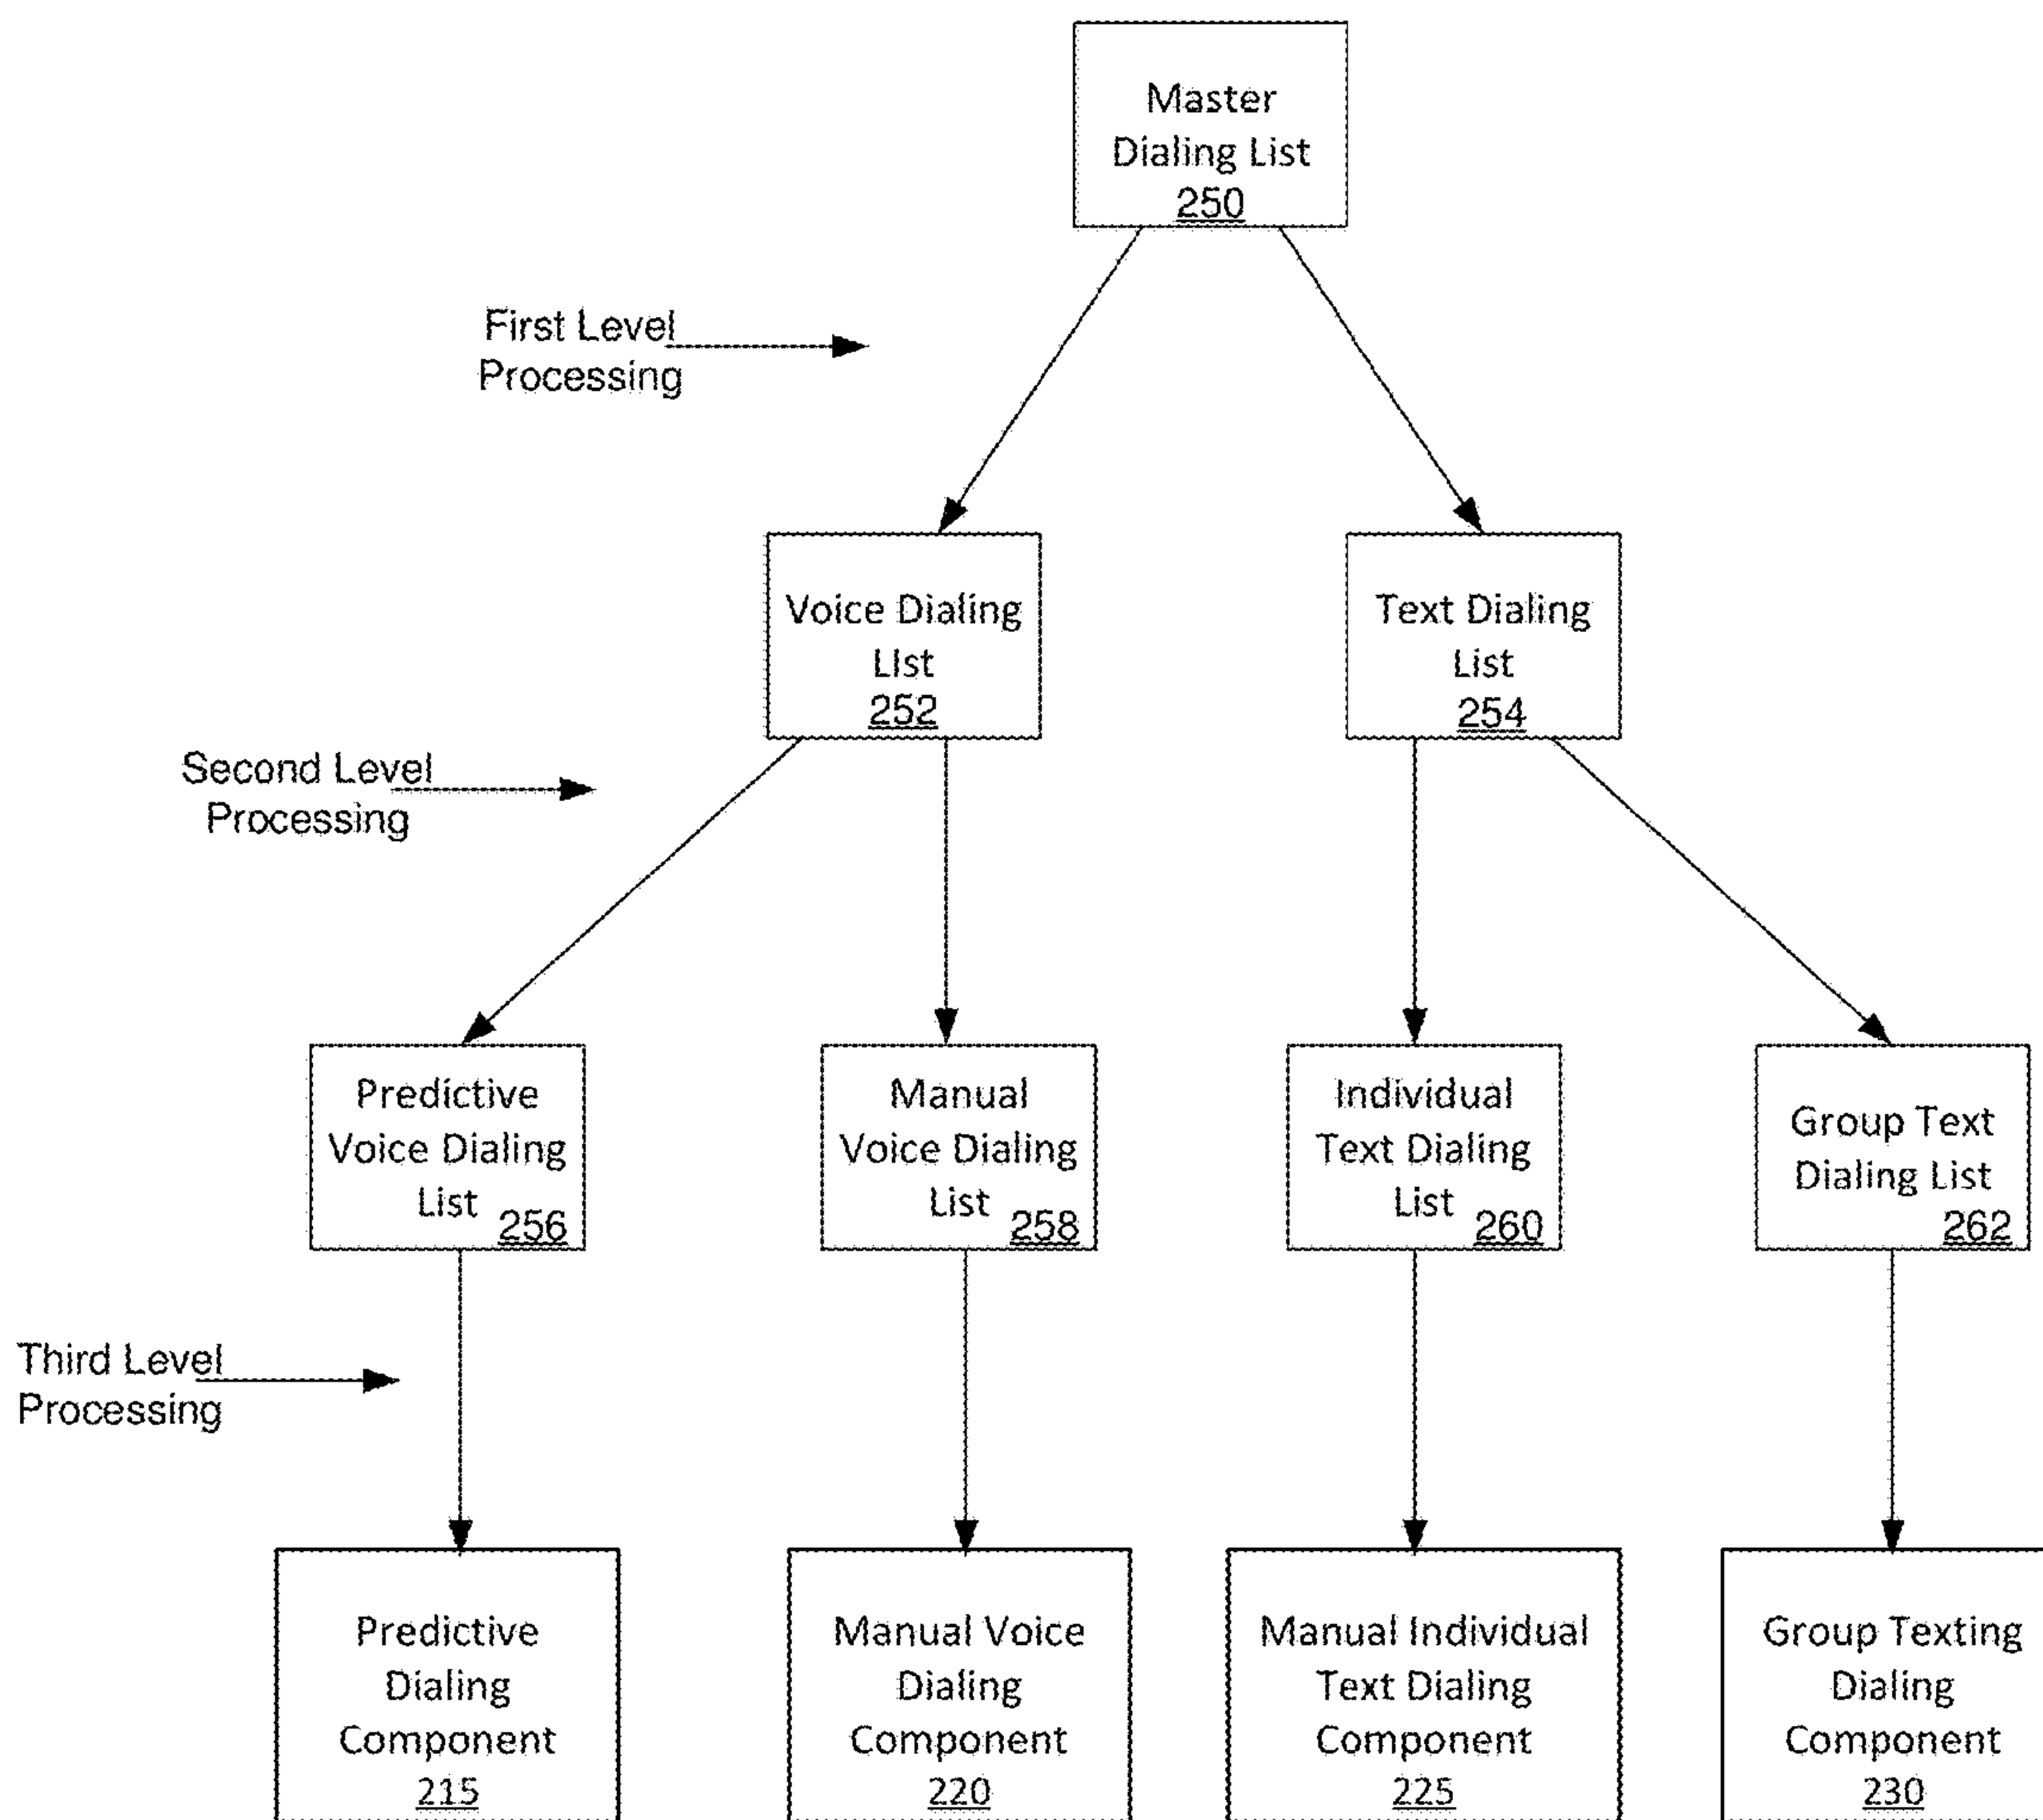 Master
Dialing List
250
First Level
Processing
Voice Dialing
LIst
252
Text Dialing
List
254
Second Level
Processing
Predictive
Voice Dialing
List
256
Manual
Voice Dialing
List
258
Individual
Text Dialing
List
260
Group Text
Dialing List
262
Third Level
Processing
Predictive
Dialing
Component
215
Manual Voice
Dialing
Component
220
Manual Individual
Text Dialing
Component
225
Group Texting
Dialing
Component
230